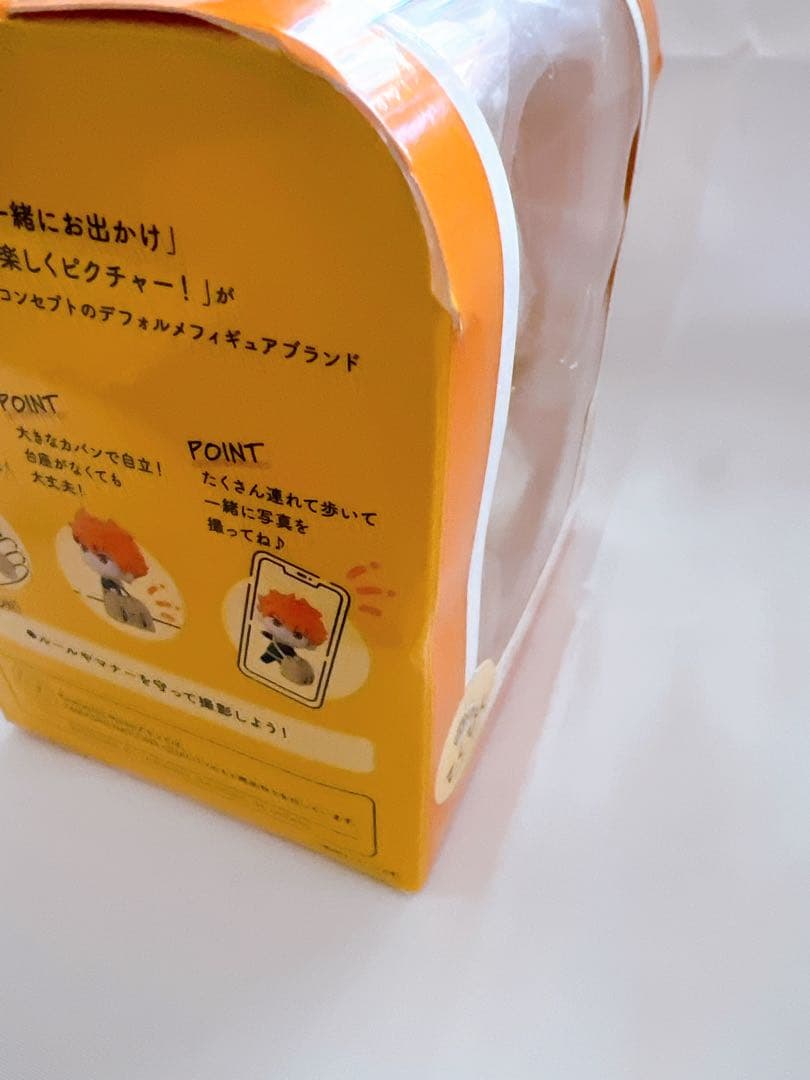 一緒にお出かけ」
楽しくピクチャー！」が
コンセプトのデフォルメフィギュアブランド
POINT
大きなカバンで自立！
台座がなくても
大丈夫！
POINT
たくさん連れて歩いて
一緒に写真を
撮ってね♪
ルールやマナーを守って撮影しよう！